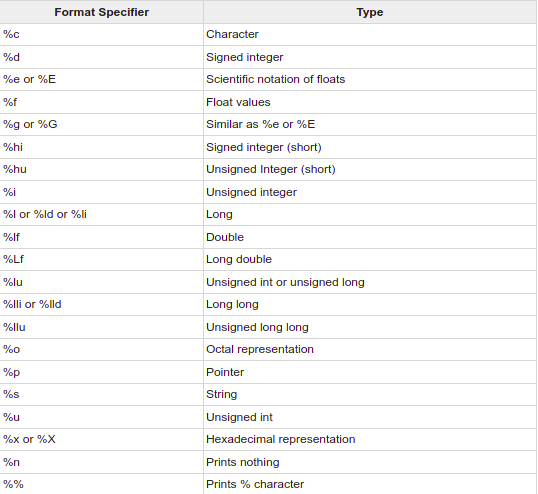 Format Specifier Type
%c Character
%d Signed integer
%e or %E Scientific notation of floats
%f Float values
%g or %G Similar as %e or %E
%hi Signed integer (short)
%hu Unsigned Integer (short)
%i Unsigned integer
%l or %ld or %li Long
%lf Double
%Lf Long double
%lu Unsigned int or unsigned long
%lli or %lld Long long
%llu Unsigned long long
%o Octal representation
%p Pointer
%s String
%u Unsigned int
%x or %X Hexadecimal representation
%n Prints nothing
%% Prints % character